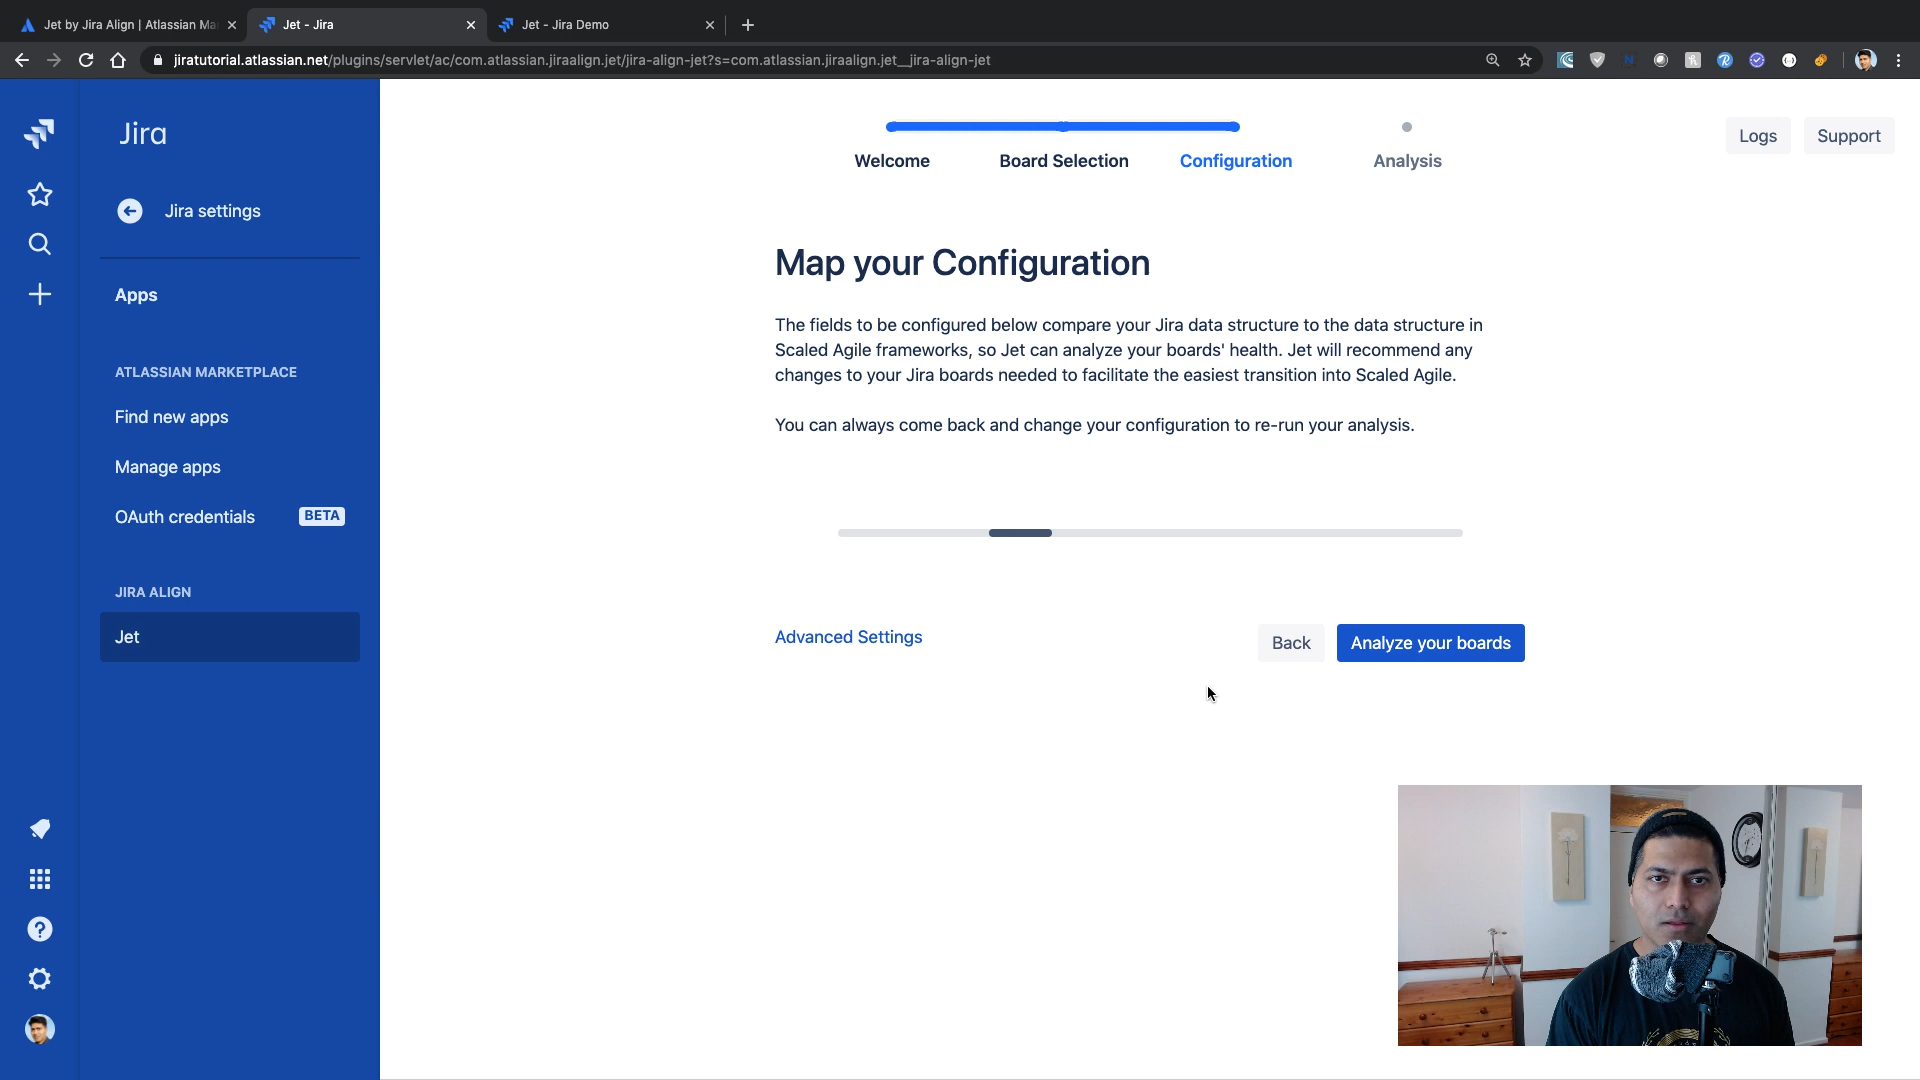 Jet by Jira Align | Atlassian Ma
Jet - Jira
Jet - Jira Demo
jiratutorial.atlassian.net/plugins/servlet/ac/com.atlassian.jiraalign.jet/jira-align-jet?s=com.atlassian.jiraalign.jet__jira-align-jet
Jira
Jira settings
Apps
ATLASSIAN MARKETPLACE
Find new apps
Manage apps
OAuth credentials BETA
JIRA ALIGN
Jet
Welcome Board Selection Configuration Analysis
Logs Support
Map your Configuration
The fields to be configured below compare your Jira data structure to the data structure in
Scaled Agile frameworks, so Jet can analyze your boards' health. Jet will recommend any
changes to your Jira boards needed to facilitate the easiest transition into Scaled Agile.
You can always come back and change your configuration to re-run your analysis.
Advanced Settings
Back Analyze your boards